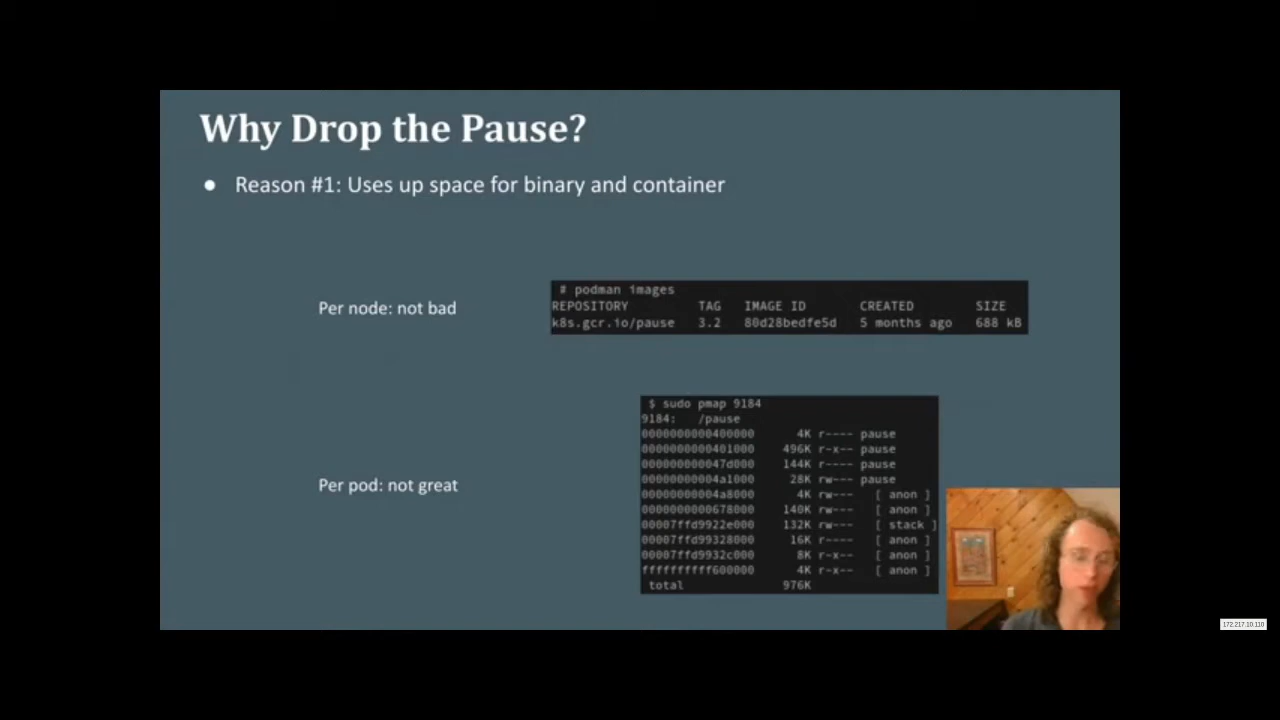 Why Drop the Pause?
● Reason #1: Uses up space for binary and container
Per node: not bad
# podman images
REPOSITORY TAG IMAGE ID CREATED SIZE
k8s.gcr.io/pause 3.2 80d28bedfe5d 5 months ago 688 kB
Per pod: not great
$ sudo pmap 9184
9184: /pause
0000000000400000 4K r---- pause
0000000000401000 496K r-x-- pause
000000000047d000 144K r---- pause
00000000004a1000 28K rw--- pause
00000000004a8000 4K rw--- [ anon ]
0000000000678000 140K rw--- [ anon ]
00007ffd9922e000 132K rw--- [ stack ]
00007ffd99328000 16K r---- [ anon ]
00007ffd9932c000 8K r-x-- [ anon ]
ffffffffff600000 4K r-x-- [ anon ]
total 976K
172.217.10.110